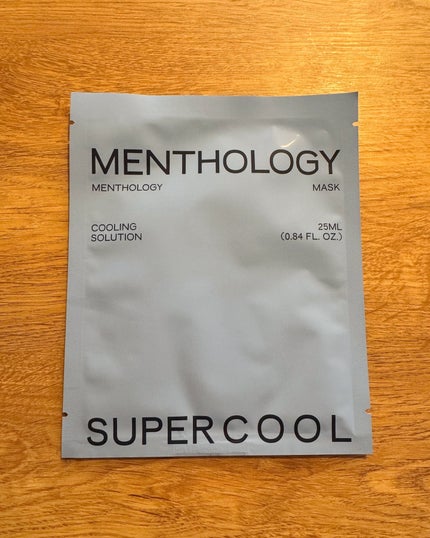 MENTHOLOGY
MENTHOLOGY MASK
COOLING 25ML
SOLUTION (0.84 FL. OZ.)
SUPERCOOL